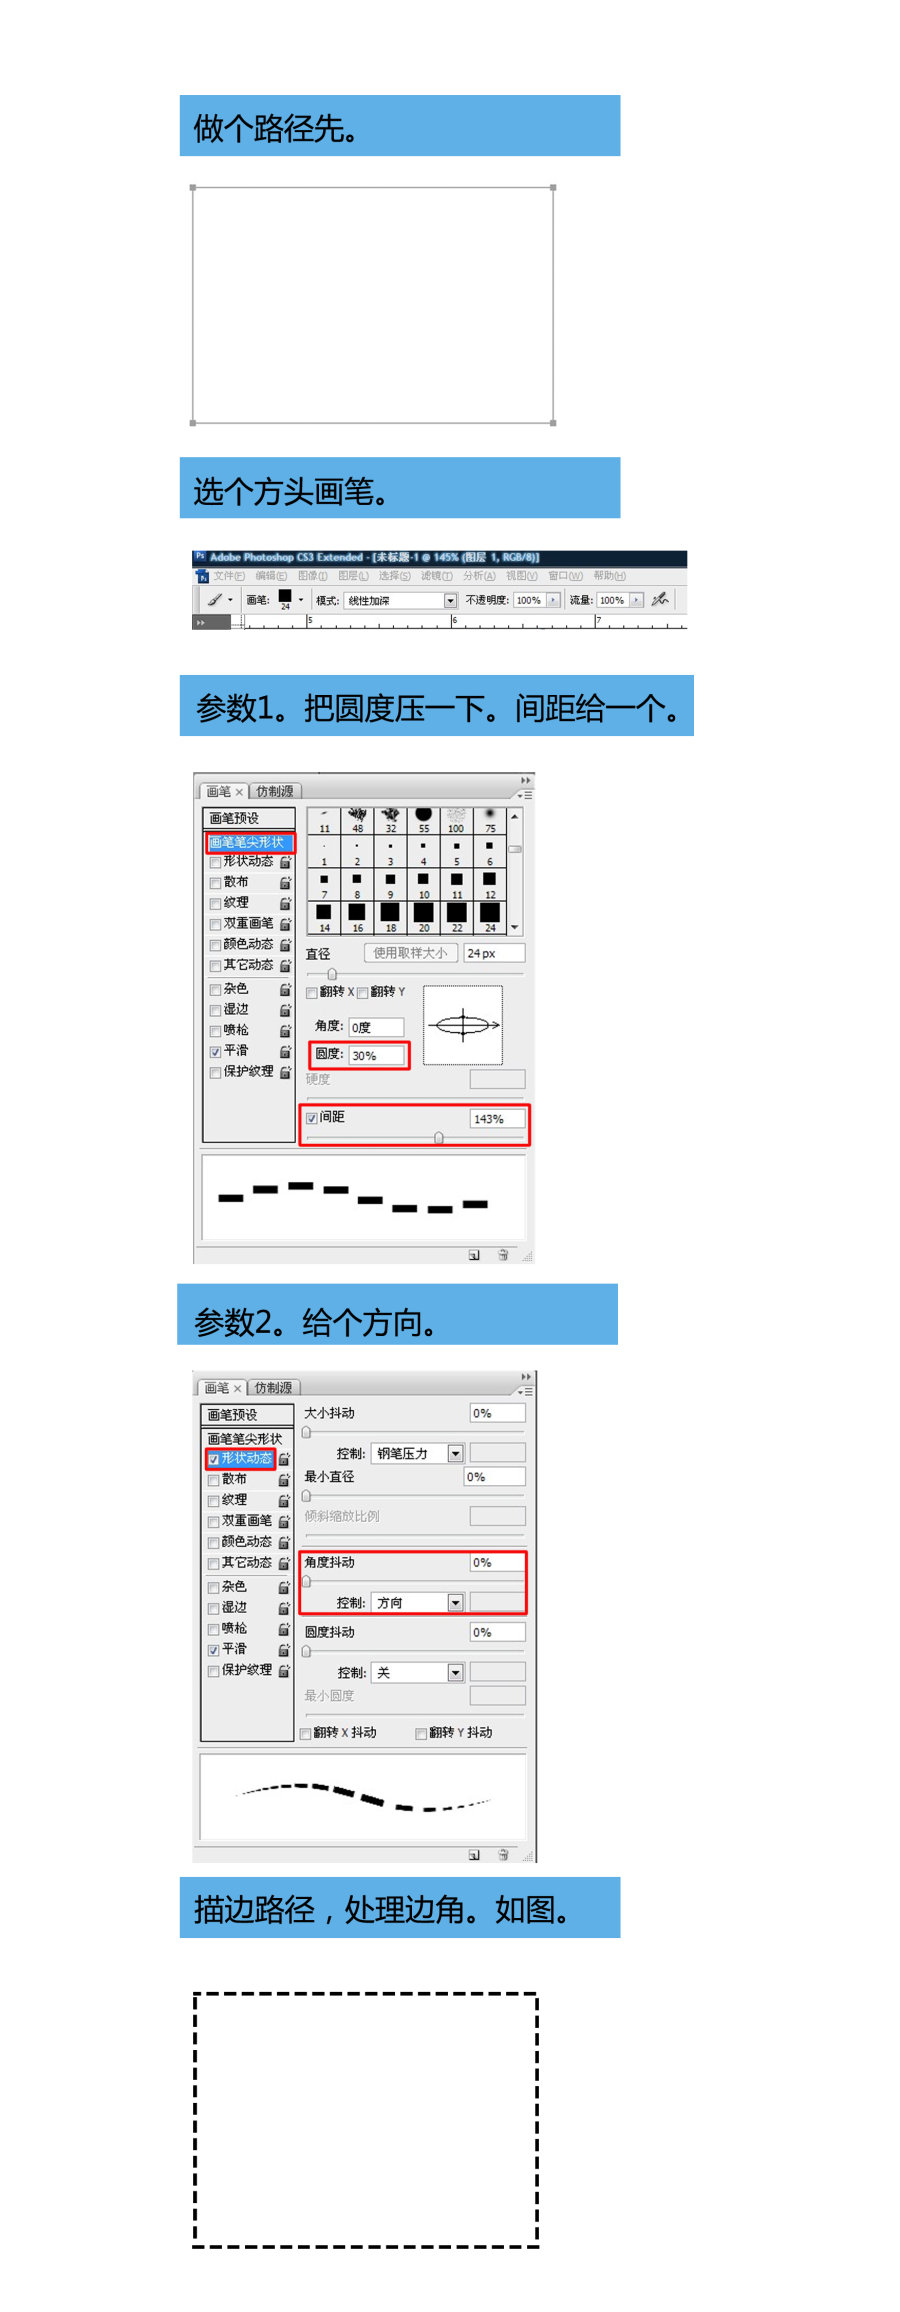 做个路径先。
选个方头画笔。
Adobe Photoshop CS3 Extended - [未标题-1 @ 145% (图层 1, RGB/8)]
文件(F) 编辑(E) 图像(I) 图层(L) 选择(S) 滤镜(T) 分析(A) 视图(V) 窗口(W) 帮助(H)
画笔: 24 模式: 线性加深 不透明度: 100% 流量: 100%
5 6 7
参数1。把圆度压一下。间距给一个。
画笔 × 仿制源
画笔预设
画笔笔尖形状
形状动态
散布
纹理
双重画笔
颜色动态
其它动态
杂色
湿边
喷枪
平滑
保护纹理
11 48 32 55 100 75
1 2 3 4 5 6
7 8 9 10 11 12
14 16 18 20 22 24
直径 使用取样大小 24 px
翻转 X 翻转 Y
角度: 0度
圆度: 30%
硬度
间距 143%
参数2。给个方向。
画笔 × 仿制源
画笔预设
画笔笔尖形状
形状动态
散布
纹理
双重画笔
颜色动态
其它动态
杂色
湿边
喷枪
平滑
保护纹理
大小抖动 0%
控制: 钢笔压力
最小直径 0%
倾斜缩放比例
角度抖动 0%
控制: 方向
圆度抖动 0%
控制: 关
最小圆度
翻转 X 抖动 翻转 Y 抖动
描边路径，处理边角。如图。